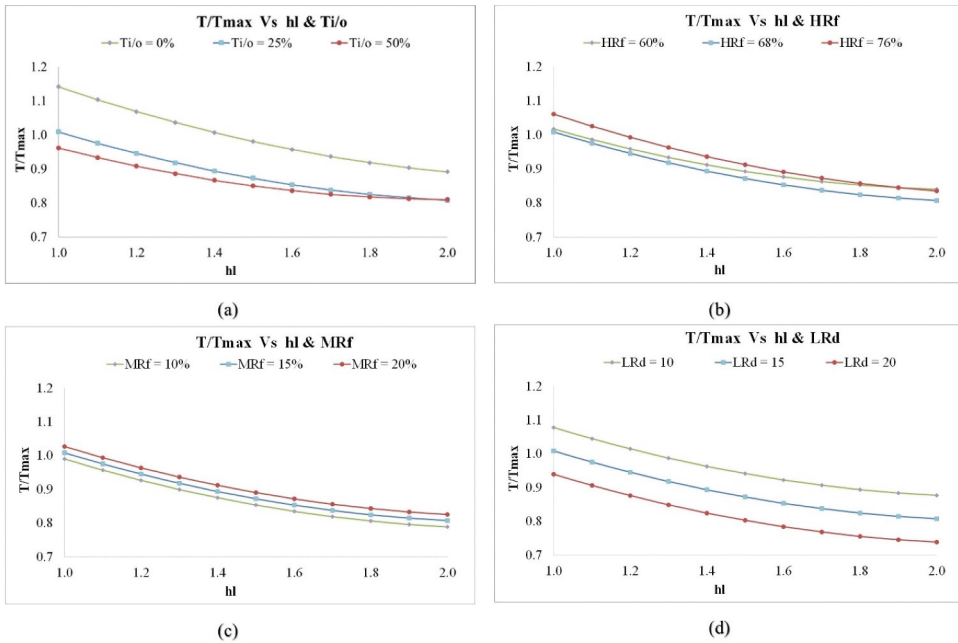 T/Tmax Vs hl & Ti/o
Ti/o = 0% Ti/o = 25% Ti/o = 50%
1.2
1.1
1.0
0.9
0.8
0.7
T/Tmax
1.0 1.2 1.4 1.6 1.8 2.0
hl
(a)
T/Tmax Vs hl & HRf
HRf = 60% HRf = 68% HRf = 76%
1.2
1.1
1.0
0.9
0.8
0.7
T/Tmax
1.0 1.2 1.4 1.6 1.8 2.0
hl
(b)
T/Tmax Vs hl & MRf
MRf = 10% MRf = 15% MRf = 20%
1.2
1.1
1.0
0.9
0.8
0.7
T/Tmax
1.0 1.2 1.4 1.6 1.8 2.0
hl
(c)
T/Tmax Vs hl & LRd
LRd = 10 LRd = 15 LRd = 20
1.2
1.1
1.0
0.9
0.8
0.7
T/Tmax
1.0 1.2 1.4 1.6 1.8 2.0
hl
(d)